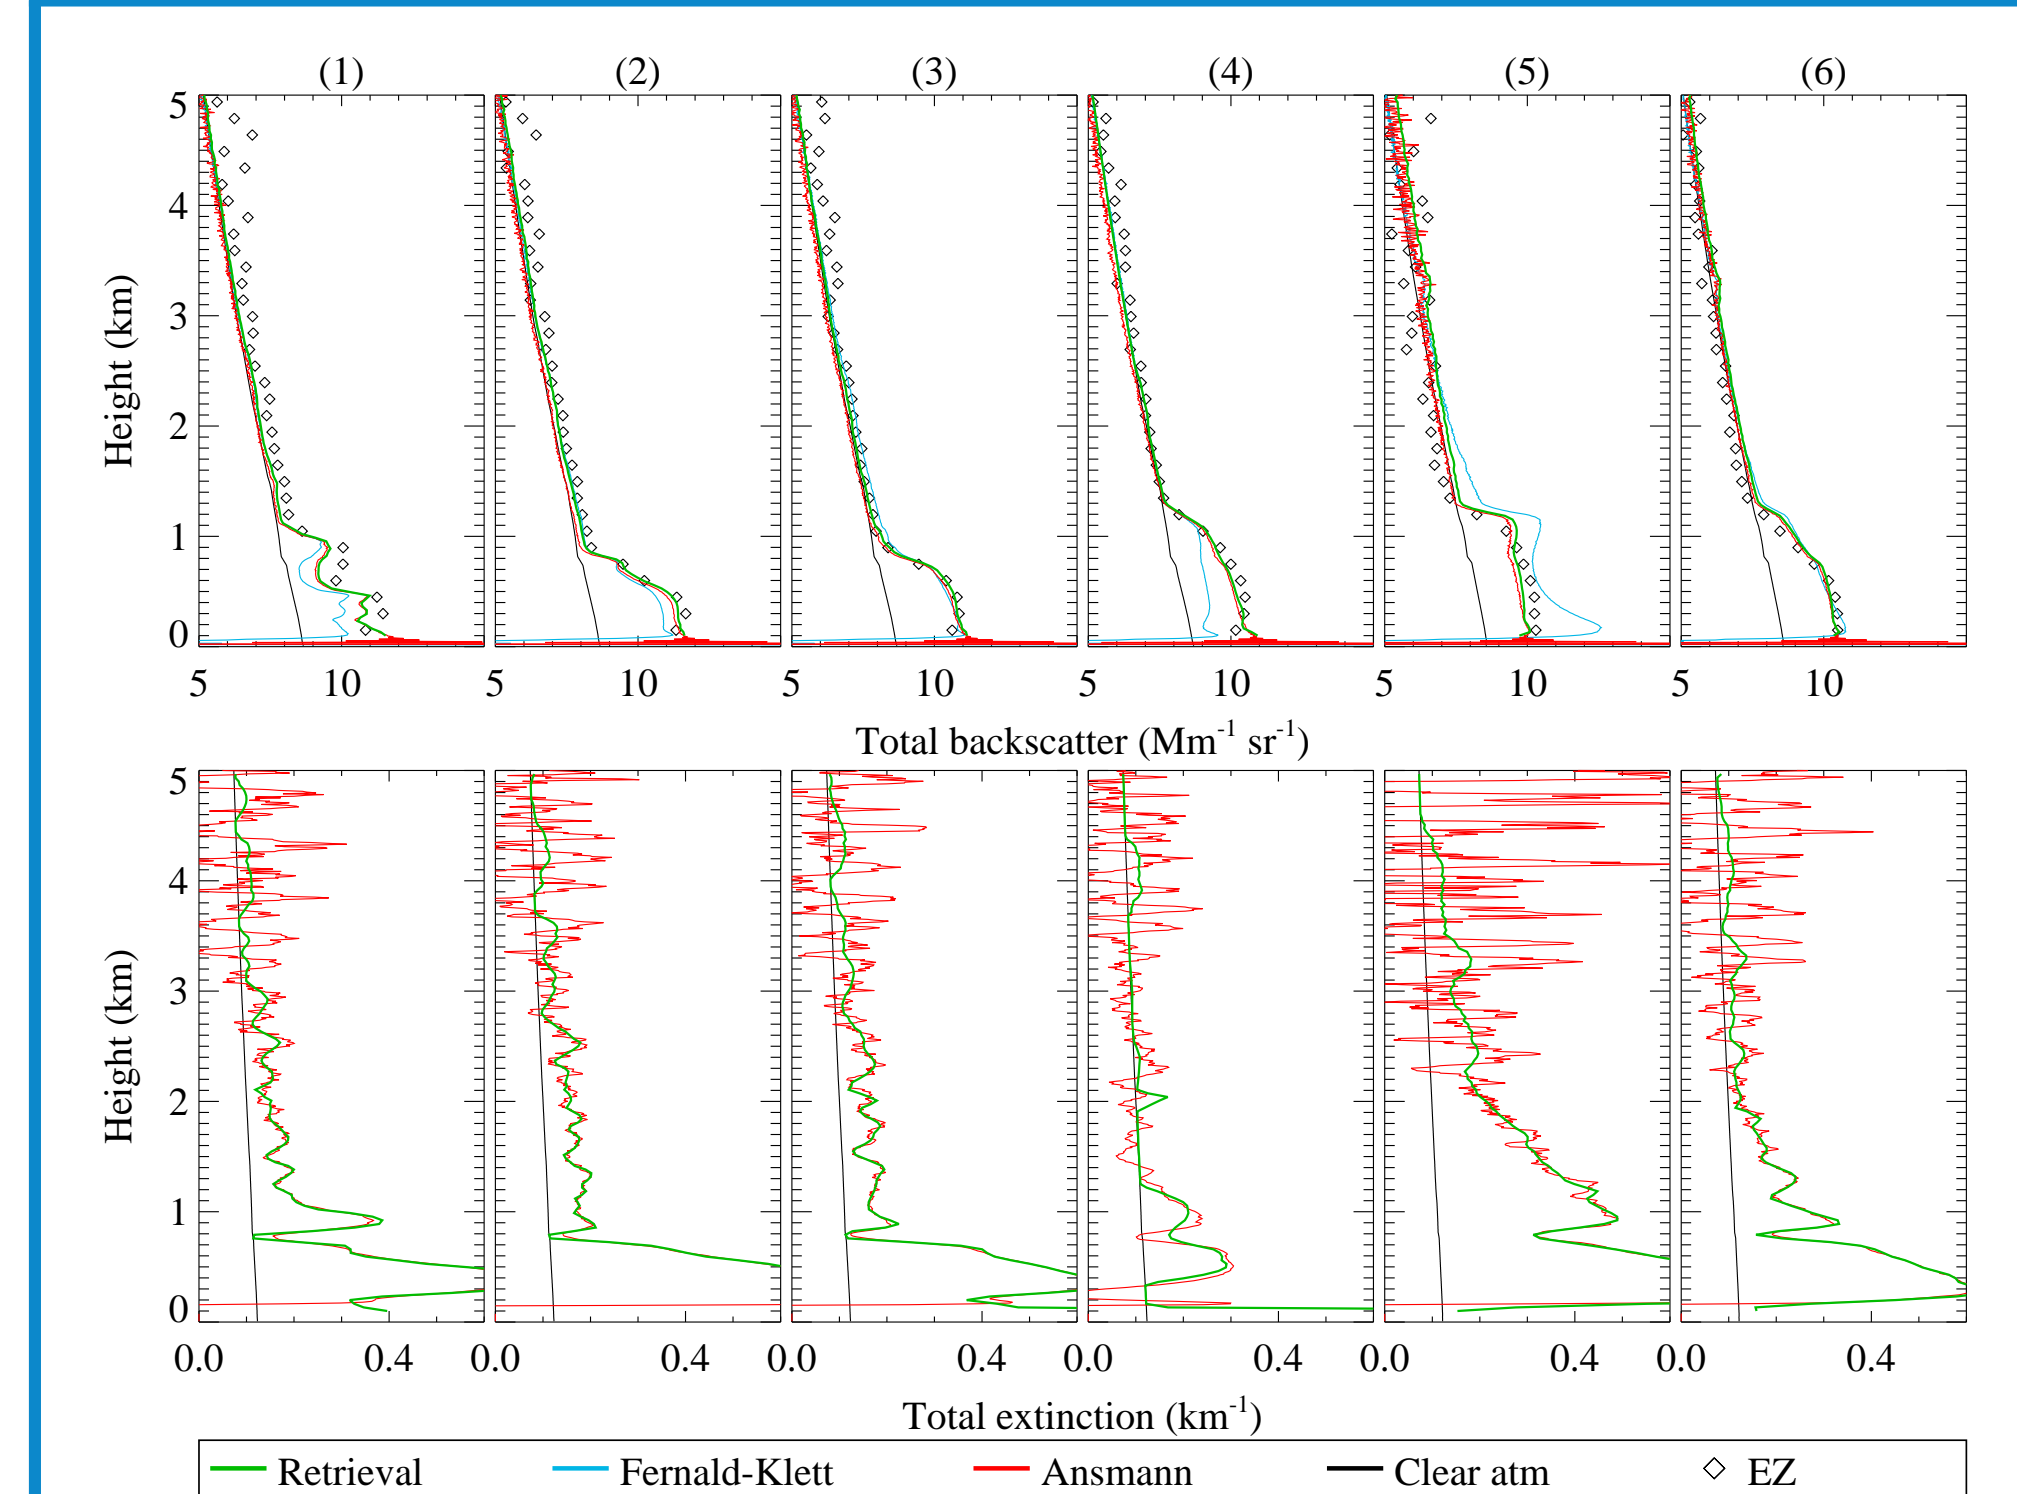 (1) (2) (3) (4) (5) (6)
5
4
3
2
1
0
Height (km)
5 10 5 10 5 10 5 10 5 10 5 10
Total backscatter (Mm⁻¹ sr⁻¹)
5
4
3
2
1
0
Height (km)
0.0 0.4 0.0 0.4 0.0 0.4 0.0 0.4 0.0 0.4 0.0 0.4
Total extinction (km⁻¹)
Retrieval Fernald-Klett Ansmann Clear atm EZ